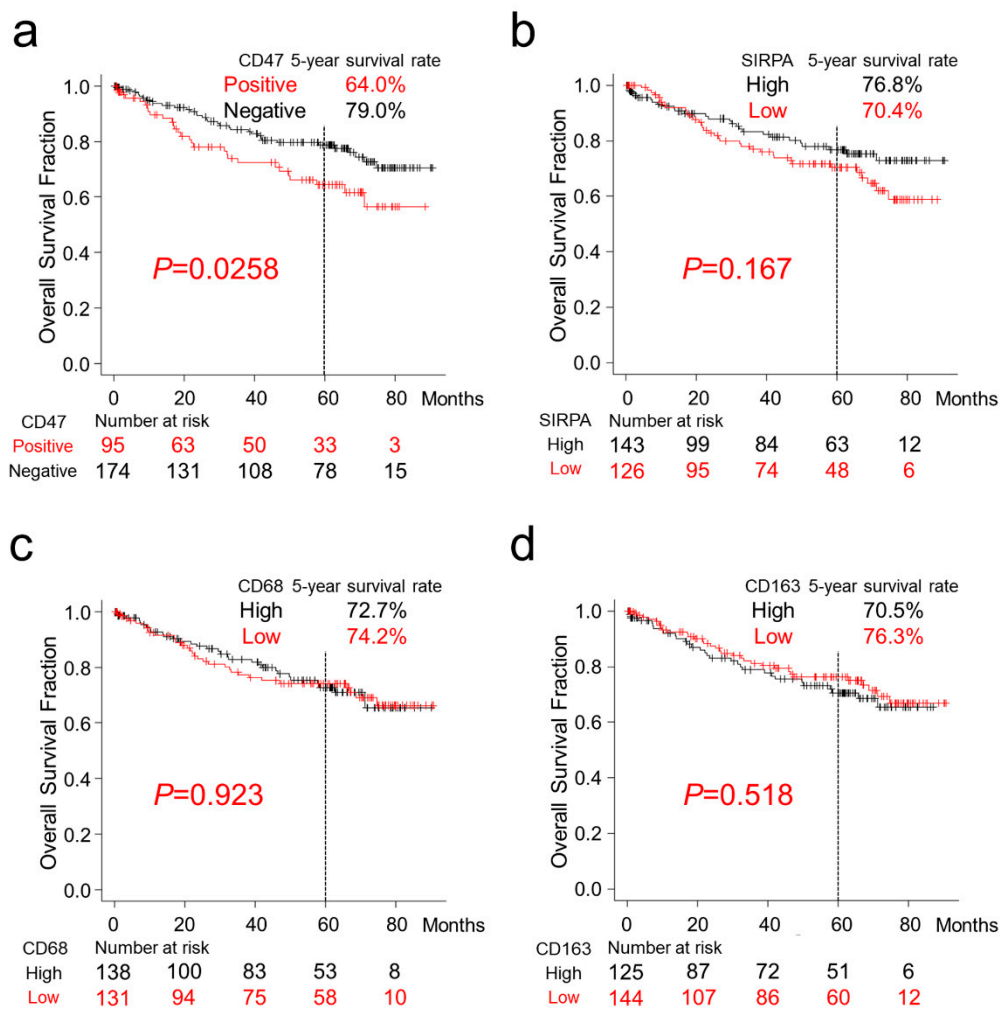 a
CD47 5-year survival rate
Positive 64.0%
Negative 79.0%
Overall Survival Fraction
1.0
0.8
0.6
0.4
0.2
0.0
P=0.0258
0 20 40 60 80 Months
CD47 Number at risk
Positive 95 63 50 33 3
Negative 174 131 108 78 15
b
SIRPA 5-year survival rate
High 76.8%
Low 70.4%
Overall Survival Fraction
1.0
0.8
0.6
0.4
0.2
0.0
P=0.167
0 20 40 60 80 Months
SIRPA Number at risk
High 143 99 84 63 12
Low 126 95 74 48 6
c
CD68 5-year survival rate
High 72.7%
Low 74.2%
Overall Survival Fraction
1.0
0.8
0.6
0.4
0.2
0.0
P=0.923
0 20 40 60 80 Months
CD68 Number at risk
High 138 100 83 53 8
Low 131 94 75 58 10
d
CD163 5-year survival rate
High 70.5%
Low 76.3%
Overall Survival Fraction
1.0
0.8
0.6
0.4
0.2
0.0
P=0.518
0 20 40 60 80 Months
CD163 Number at risk
High 125 87 72 51 6
Low 144 107 86 60 12